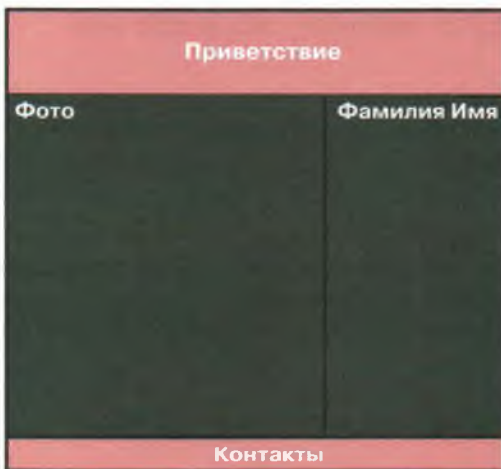 Приветствие
Фото
Фамилия Имя
Контакты